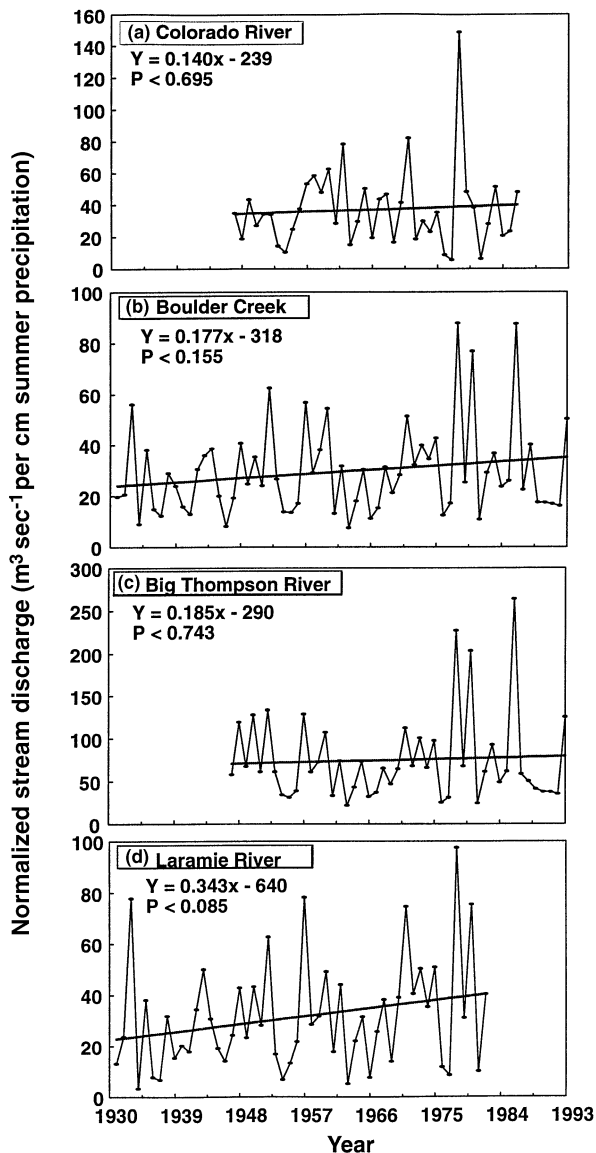 Normalized stream discharge (m³ sec⁻¹ per cm summer precipitation)
160
140
120
100
80
60
40
20
0
(a) Colorado River
Y = 0.140x - 239
P < 0.695
100
80
60
40
20
0
(b) Boulder Creek
Y = 0.177x - 318
P < 0.155
300
250
200
150
100
50
0
(c) Big Thompson River
Y = 0.185x - 290
P < 0.743
100
80
60
40
20
0
(d) Laramie River
Y = 0.343x - 640
P < 0.085
1930 1939 1948 1957 1966 1975 1984 1993
Year